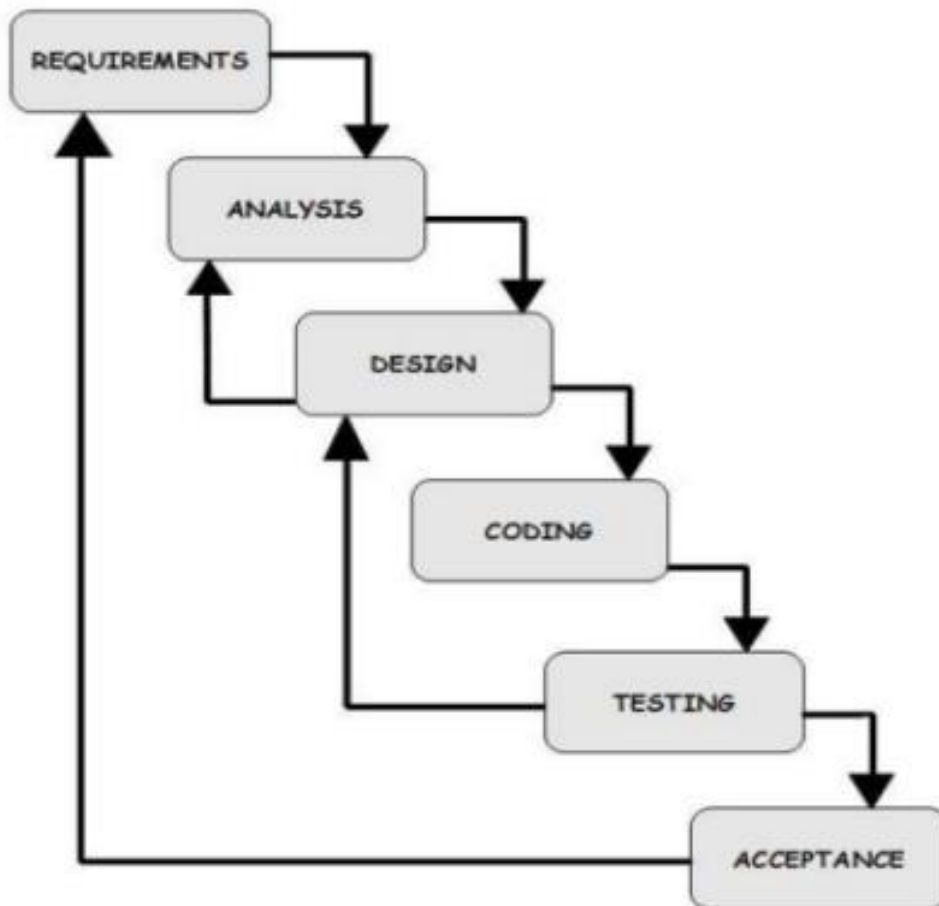 REQUIREMENTS
ANALYSIS
DESIGN
CODING
TESTING
ACCEPTANCE